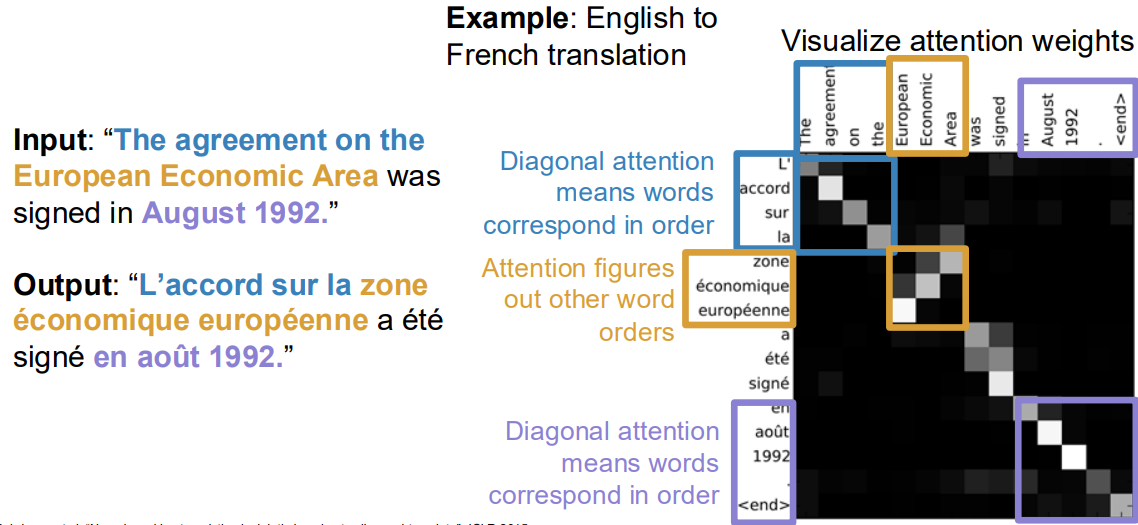 Example: English to
French translation
Visualize attention weights
Input: “The agreement on the
European Economic Area was
signed in August 1992.”
Output: “L’accord sur la zone
économique européenne a été
signé en août 1992.”
Diagonal attention
means words
correspond in order
Attention figures
out other word
orders
Diagonal attention
means words
correspond in order
The
agreement
on
the
European
Economic
Area
was
signed
in
August
1992
.
<end>
L'
accord
sur
la
zone
économique
européenne
a
été
signé
en
août
1992
.
<end>